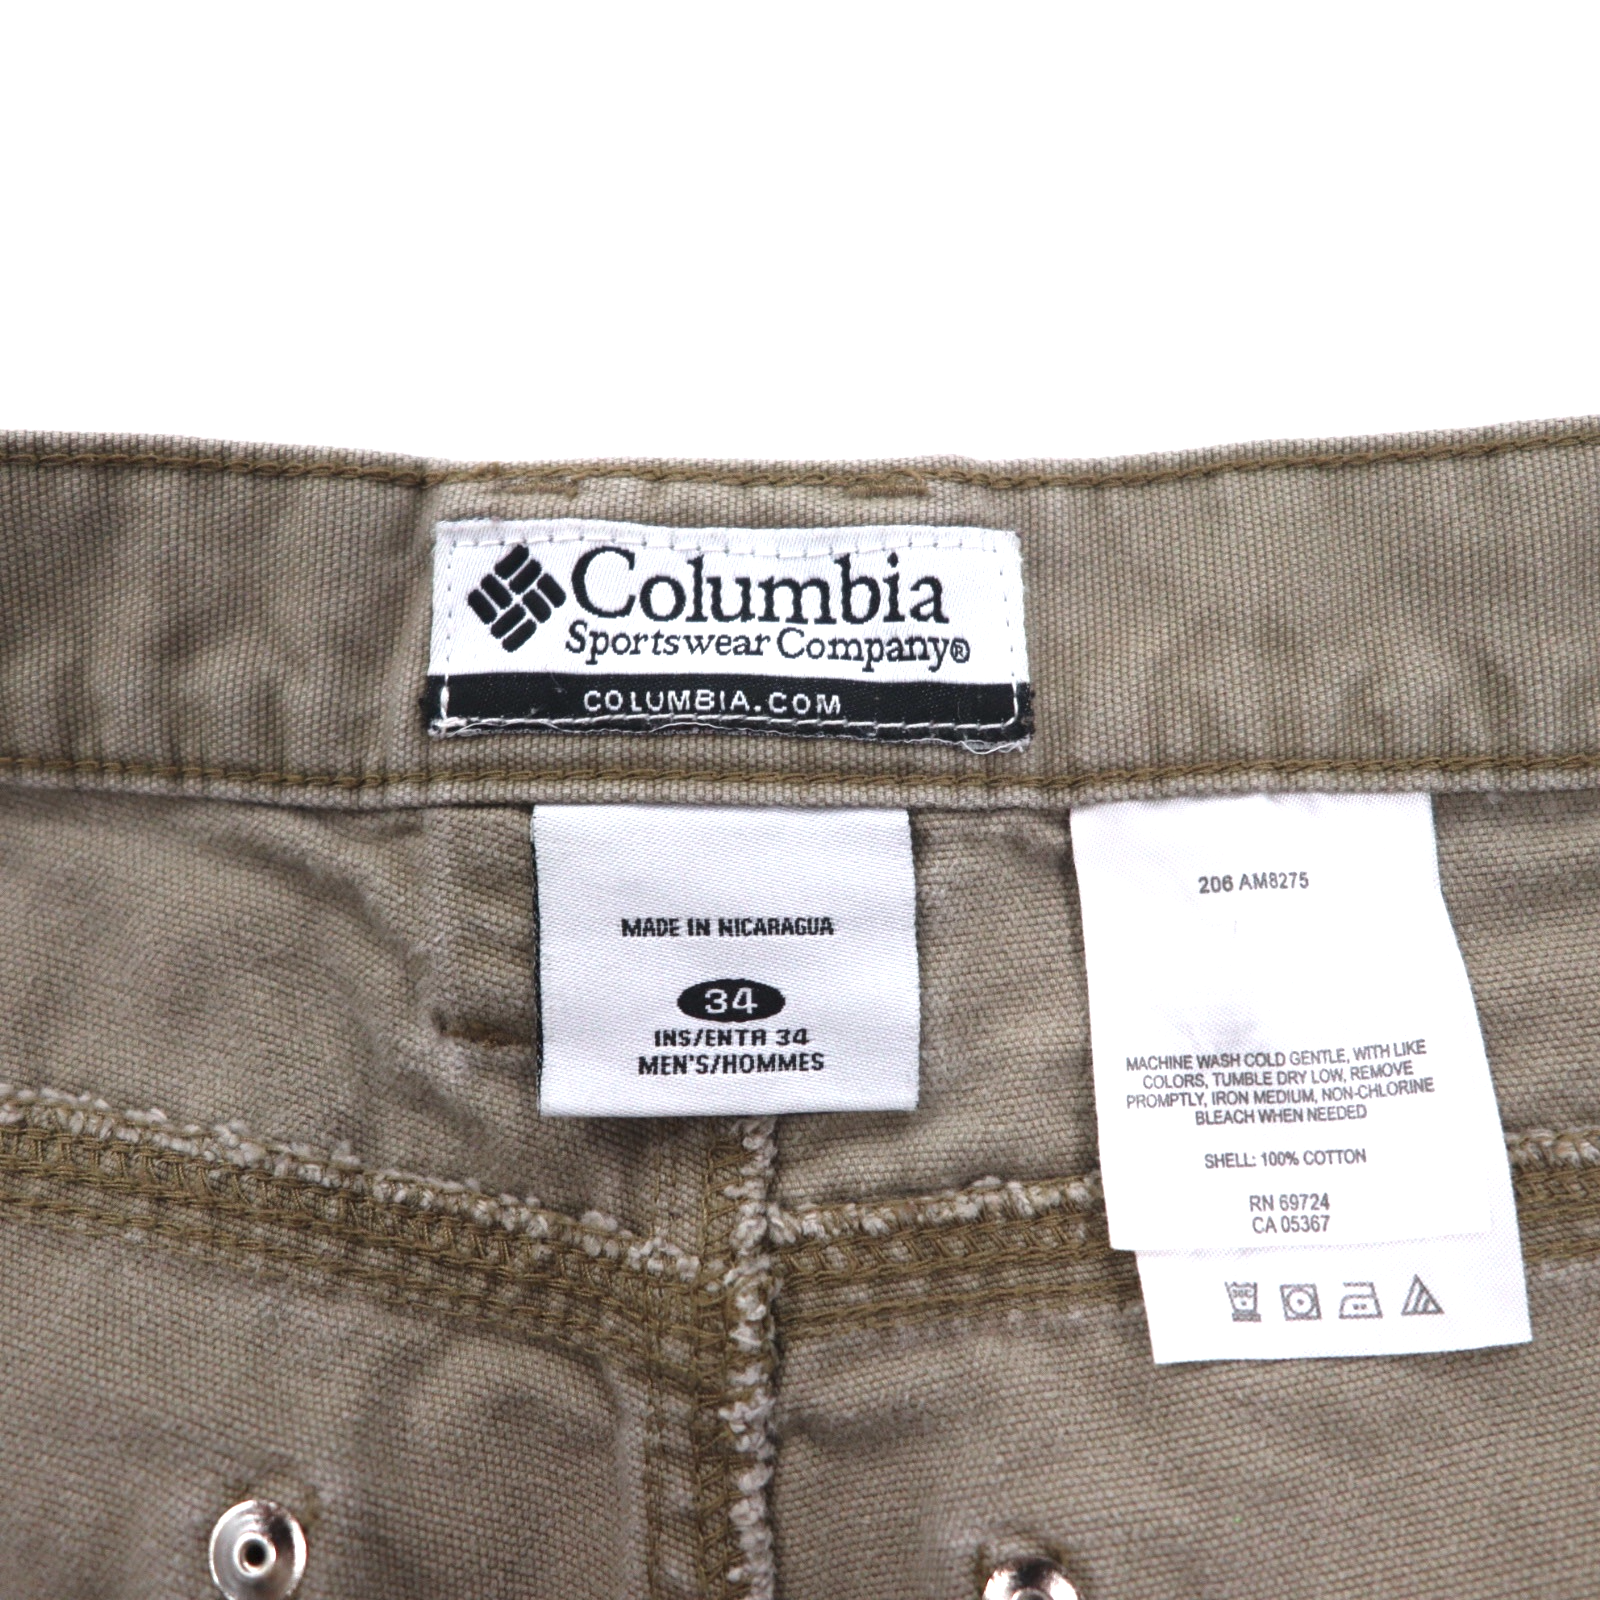 Columbia
Sportswear Company®
COLUMBIA.COM
MADE IN NICARAGUA
34
INS/ENTR 34
MEN'S/HOMMES
206 AM8275
MACHINE WASH COLD GENTLE, WITH LIKE
COLORS, TUMBLE DRY LOW, REMOVE
PROMPTLY, IRON MEDIUM, NON-CHLORINE
BLEACH WHEN NEEDED
SHELL: 100% COTTON
RN 69724
CA 05367